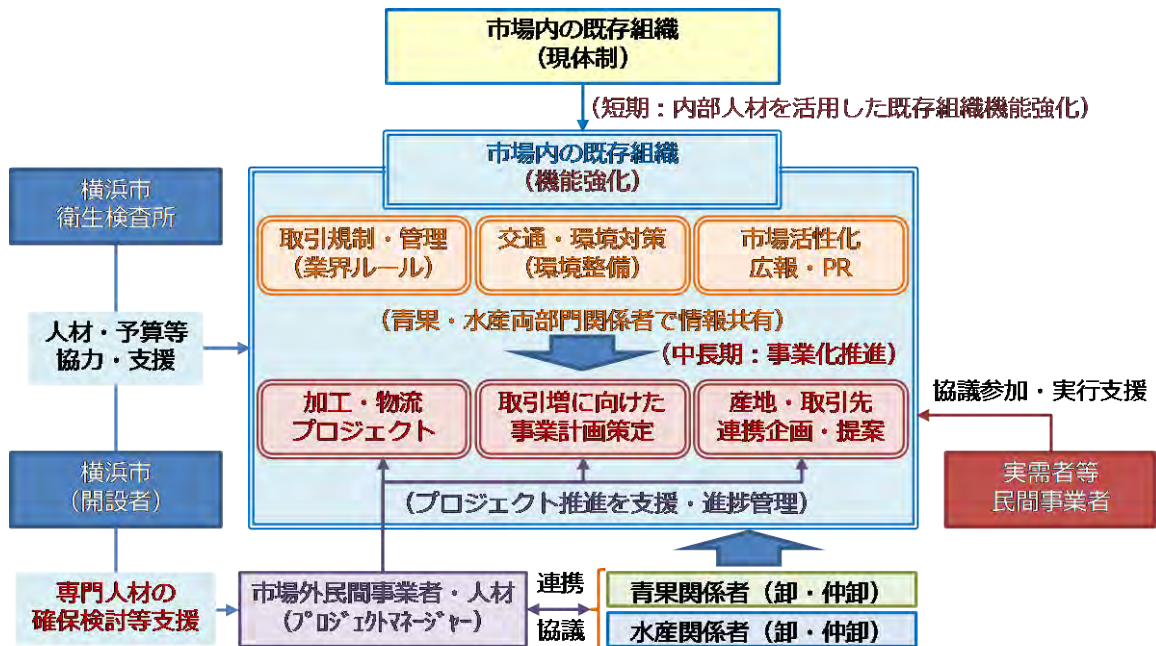 市場内の既存組織
(現体制)
(短期：内部人材を活用した既存組織機能強化)
市場内の既存組織
(機能強化)
横浜市
衛生検査所
取引規制・管理
(業界ルール)
交通・環境対策
(環境整備)
市場活性化
広報・PR
(青果・水産両部門関係者で情報共有)
人材・予算等
協力・支援
(中長期：事業化推進)
加工・物流
プロジェクト
取引増に向けた
事業計画策定
産地・取引先
連携企画・提案
協議参加・実行支援
横浜市
(開設者)
(プロジェクト推進を支援・進捗管理)
実需者等
民間事業者
専門人材の
確保検討等支援
市場外民間事業者・人材
(ﾌﾟﾛｼﾞｪｸﾄﾏﾈｰｼﾞｬｰ)
連携
協議
青果関係者（卸・仲卸）
水産関係者（卸・仲卸）